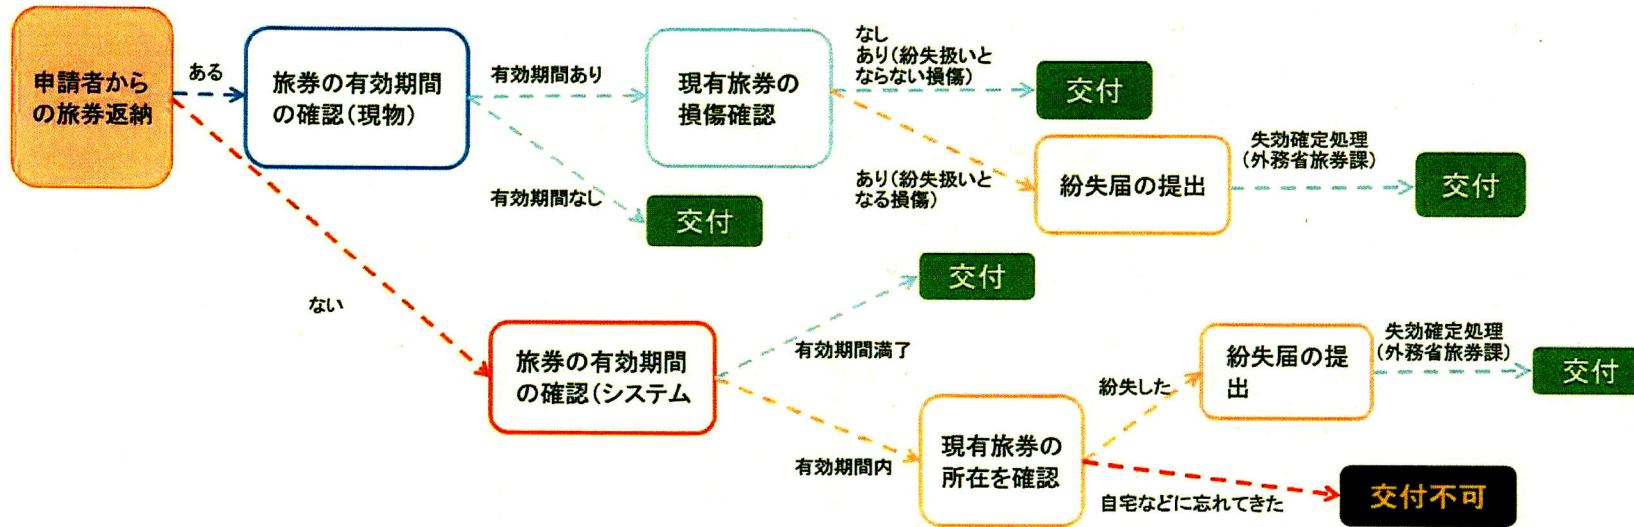 申請者から
の旅券返納
ある
旅券の有効期間
の確認（現物）
有効期間あり
現有旅券の
損傷確認
なし
あり（紛失扱いと
ならない損傷）
交付
有効期間なし
交付
あり（紛失扱いと
なる損傷）
紛失届の提出
失効確定処理
（外務省旅券課）
交付
ない
旅券の有効期間
の確認（システム
有効期間満了
交付
有効期間内
現有旅券の
所在を確認
紛失した
紛失届の提
出
失効確定処理
（外務省旅券課）
交付
自宅などに忘れてきた
交付不可